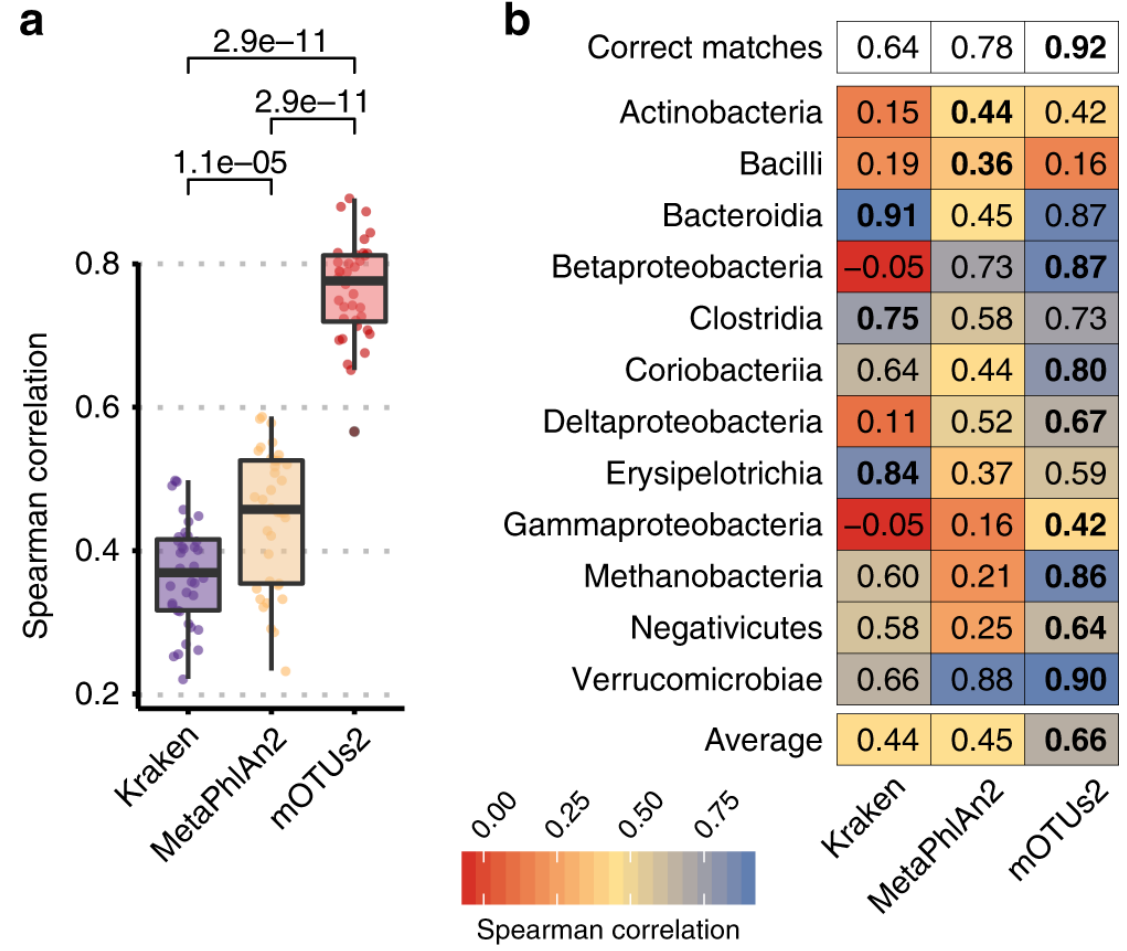 a
2.9e–11
2.9e–11
1.1e–05
0.8
0.6
0.4
0.2
Spearman correlation
Kraken
MetaPhlAn2
mOTUs2
b
Correct matches 0.64 0.78 0.92
Actinobacteria 0.15 0.44 0.42
Bacilli 0.19 0.36 0.16
Bacteroidia 0.91 0.45 0.87
Betaproteobacteria −0.05 0.73 0.87
Clostridia 0.75 0.58 0.73
Coriobacteriia 0.64 0.44 0.80
Deltaproteobacteria 0.11 0.52 0.67
Erysipelotrichia 0.84 0.37 0.59
Gammaproteobacteria −0.05 0.16 0.42
Methanobacteria 0.60 0.21 0.86
Negativicutes 0.58 0.25 0.64
Verrucomicrobiae 0.66 0.88 0.90
Average 0.44 0.45 0.66
Kraken
MetaPhlAn2
mOTUs2
0.00 0.25 0.50 0.75
Spearman correlation